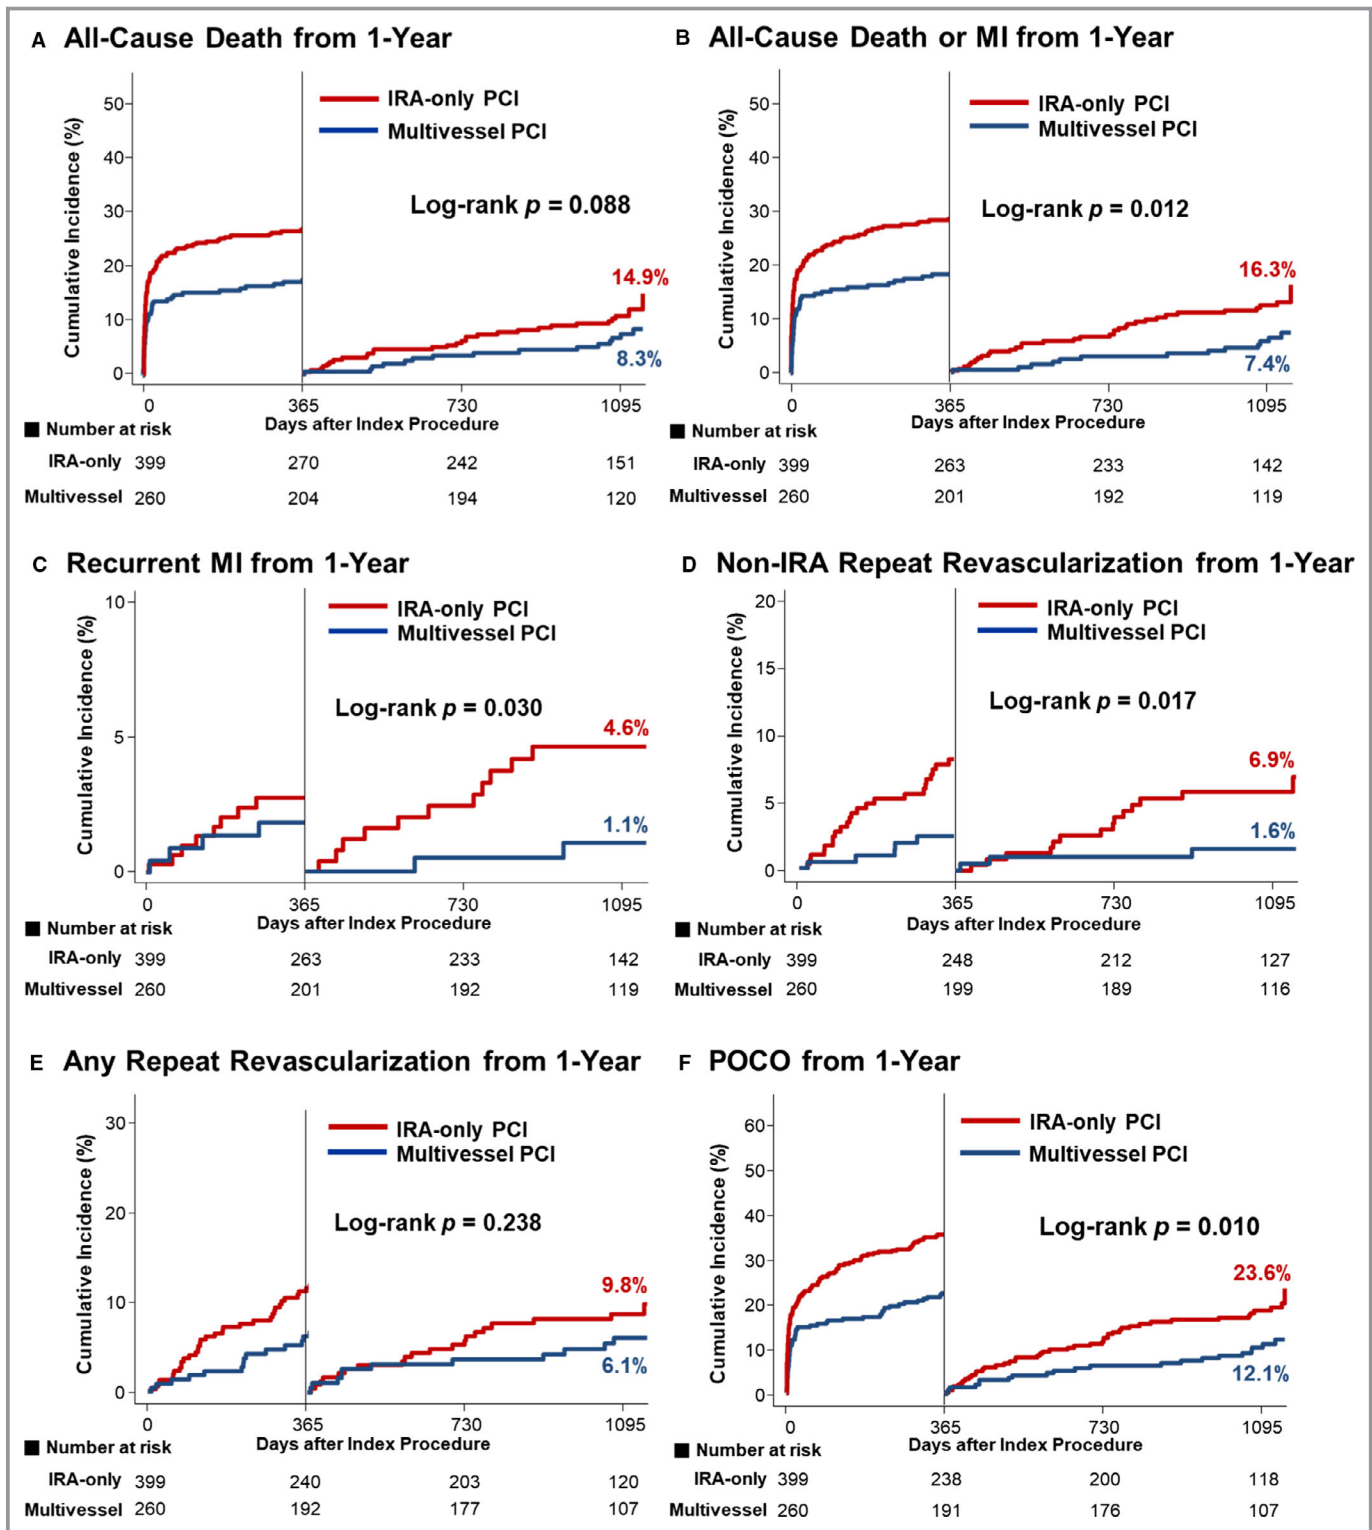 A All-Cause Death from 1-Year
Cumulative Incidence (%)
50
40
30
20
10
0
IRA-only PCI
Multivessel PCI
Log-rank p = 0.088
14.9%
8.3%
0 365 730 1095
Days after Index Procedure
■ Number at risk
IRA-only 399 270 242 151
Multivessel 260 204 194 120
B All-Cause Death or MI from 1-Year
Cumulative Incidence (%)
50
40
30
20
10
0
IRA-only PCI
Multivessel PCI
Log-rank p = 0.012
16.3%
7.4%
0 365 730 1095
Days after Index Procedure
■ Number at risk
IRA-only 399 263 233 142
Multivessel 260 201 192 119
C Recurrent MI from 1-Year
Cumulative Incidence (%)
10
5
0
IRA-only PCI
Multivessel PCI
Log-rank p = 0.030
4.6%
1.1%
0 365 730 1095
Days after Index Procedure
■ Number at risk
IRA-only 399 263 233 142
Multivessel 260 201 192 119
D Non-IRA Repeat Revascularization from 1-Year
Cumulative Incidence (%)
20
15
10
5
0
IRA-only PCI
Multivessel PCI
Log-rank p = 0.017
6.9%
1.6%
0 365 730 1095
Days after Index Procedure
■ Number at risk
IRA-only 399 248 212 127
Multivessel 260 199 189 116
E Any Repeat Revascularization from 1-Year
Cumulative Incidence (%)
30
20
10
0
IRA-only PCI
Multivessel PCI
Log-rank p = 0.238
9.8%
6.1%
0 365 730 1095
Days after Index Procedure
■ Number at risk
IRA-only 399 240 203 120
Multivessel 260 192 177 107
F POCO from 1-Year
Cumulative Incidence (%)
60
50
40
30
20
10
0
IRA-only PCI
Multivessel PCI
Log-rank p = 0.010
23.6%
12.1%
0 365 730 1095
Days after Index Procedure
■ Number at risk
IRA-only 399 238 200 118
Multivessel 260 191 176 107